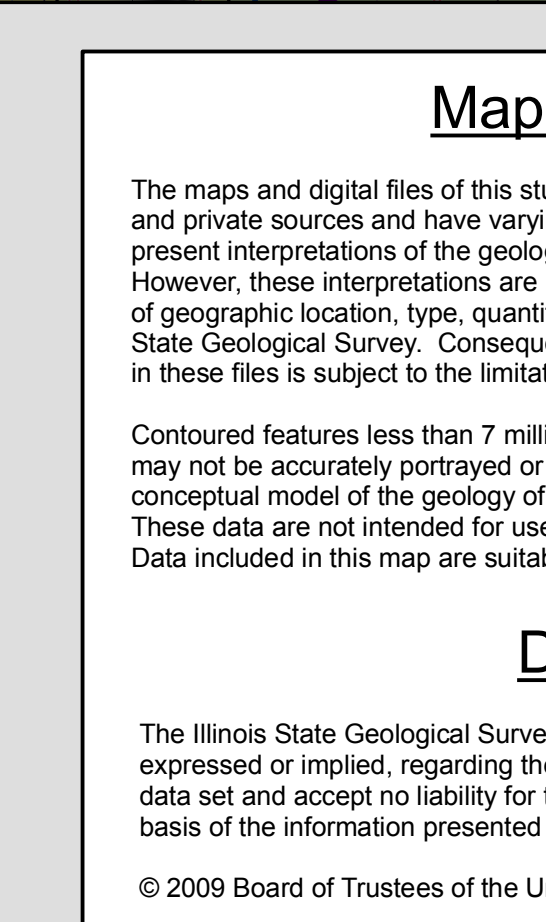 Map
The maps and digital files of this stu
and private sources and have varyi
present interpretations of the geolog
However, these interpretations are
of geographic location, type, quanti
State Geological Survey.  Conseque
in these files is subject to the limitat
Contoured features less than 7 milli
may not be accurately portrayed or
conceptual model of the geology of
These data are not intended for use
Data included in this map are suitab
D
The Illinois State Geological Surve
expressed or implied, regarding the
data set and accept no liability for t
basis of the information presented
© 2009 Board of Trustees of the U